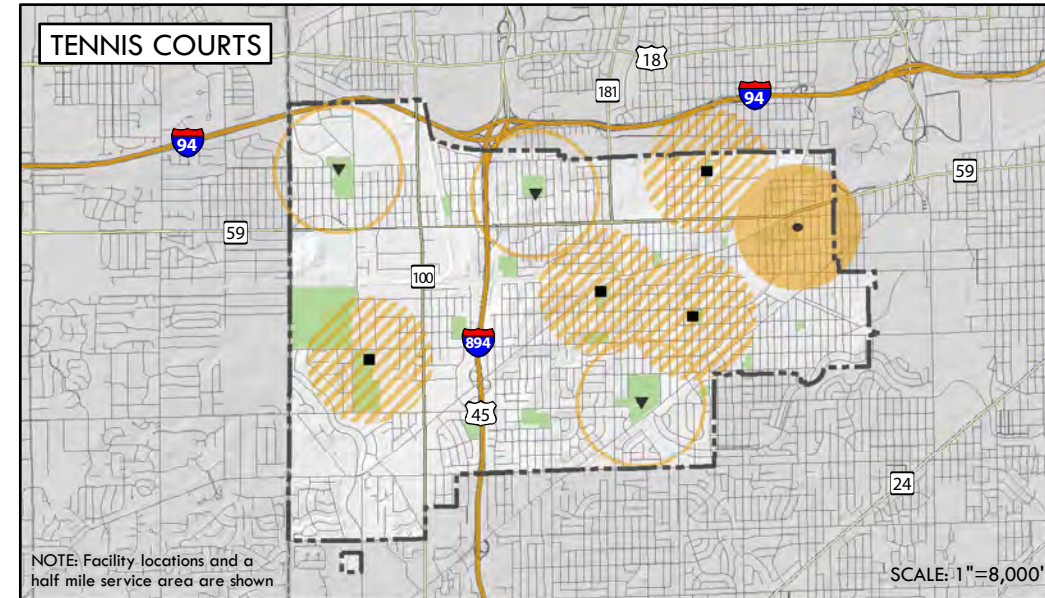 TENNIS COURTS
18
181
94
94
59
59
100
894
45
24
NOTE: Facility locations and a
half mile service area are shown
SCALE: 1"=8,000'